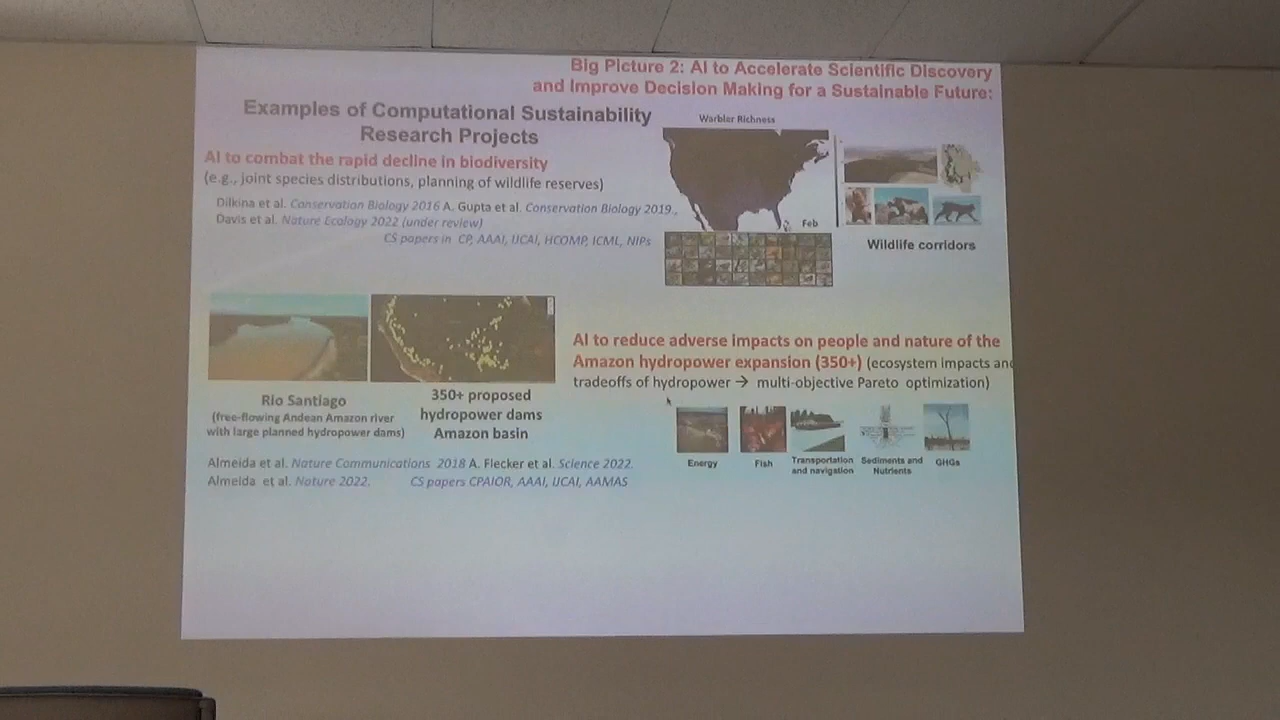 Big Picture 2: AI to Accelerate Scientific Discovery
and Improve Decision Making for a Sustainable Future:
Examples of Computational Sustainability
Research Projects
AI to combat the rapid decline in biodiversity
(e.g., joint species distributions, planning of wildlife reserves)
Dilkina et al. Conservation Biology 2016 A. Gupta et al. Conservation Biology 2019.,
Davis et al. Nature Ecology 2022 (under review)
CS papers in CP, AAAI, IJCAI, HCOMP, ICML, NIPs
Warbler Richness
Feb
Wildlife corridors
Rio Santiago
(free-flowing Andean Amazon river
with large planned hydropower dams)
350+ proposed
hydropower dams
Amazon basin
AI to reduce adverse impacts on people and nature of the
Amazon hydropower expansion (350+) (ecosystem impacts and
tradeoffs of hydropower → multi-objective Pareto optimization)
Energy
Fish
Transportation
and navigation
Sediments and
Nutrients
GHGs
Almeida et al. Nature Communications 2018 A. Flecker et al. Science 2022.
Almeida et al. Nature 2022. CS papers CPAIOR, AAAI, IJCAI, AAMAS